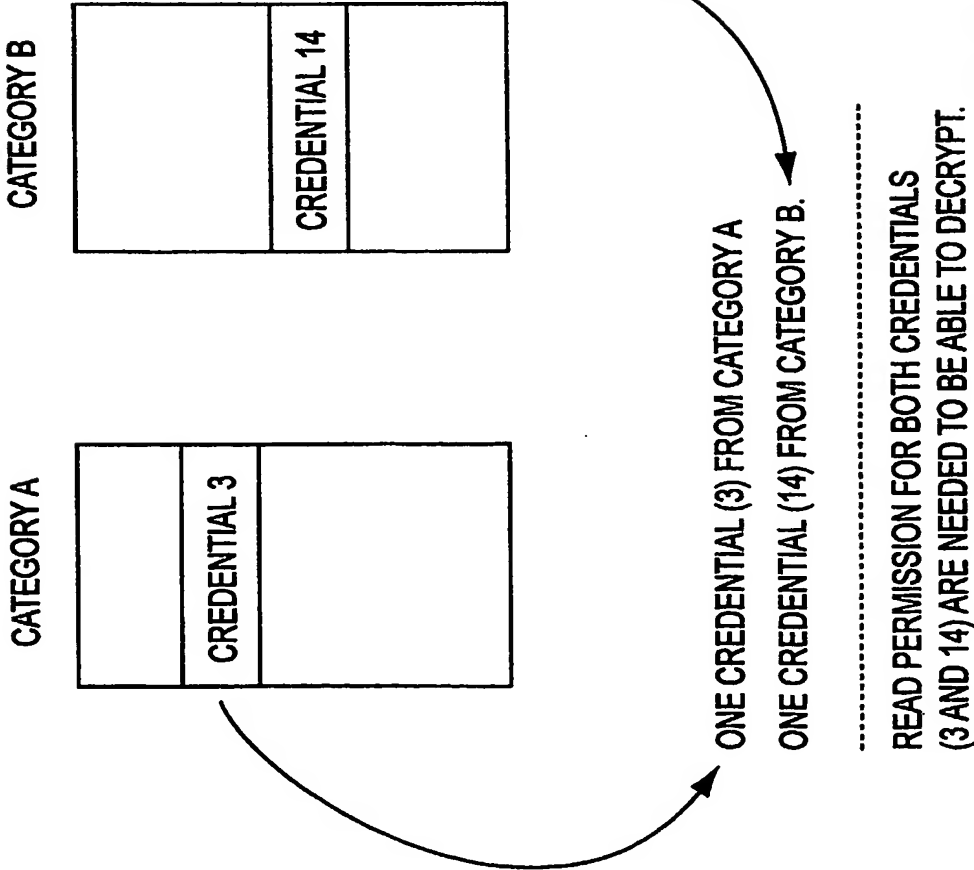 CATEGORY A
CREDENTIAL 3
CATEGORY B
CREDENTIAL 14
ONE CREDENTIAL (3) FROM CATEGORY A
ONE CREDENTIAL (14) FROM CATEGORY B.
READ PERMISSION FOR BOTH CREDENTIALS
(3 AND 14) ARE NEEDED TO BE ABLE TO DECRYPT.